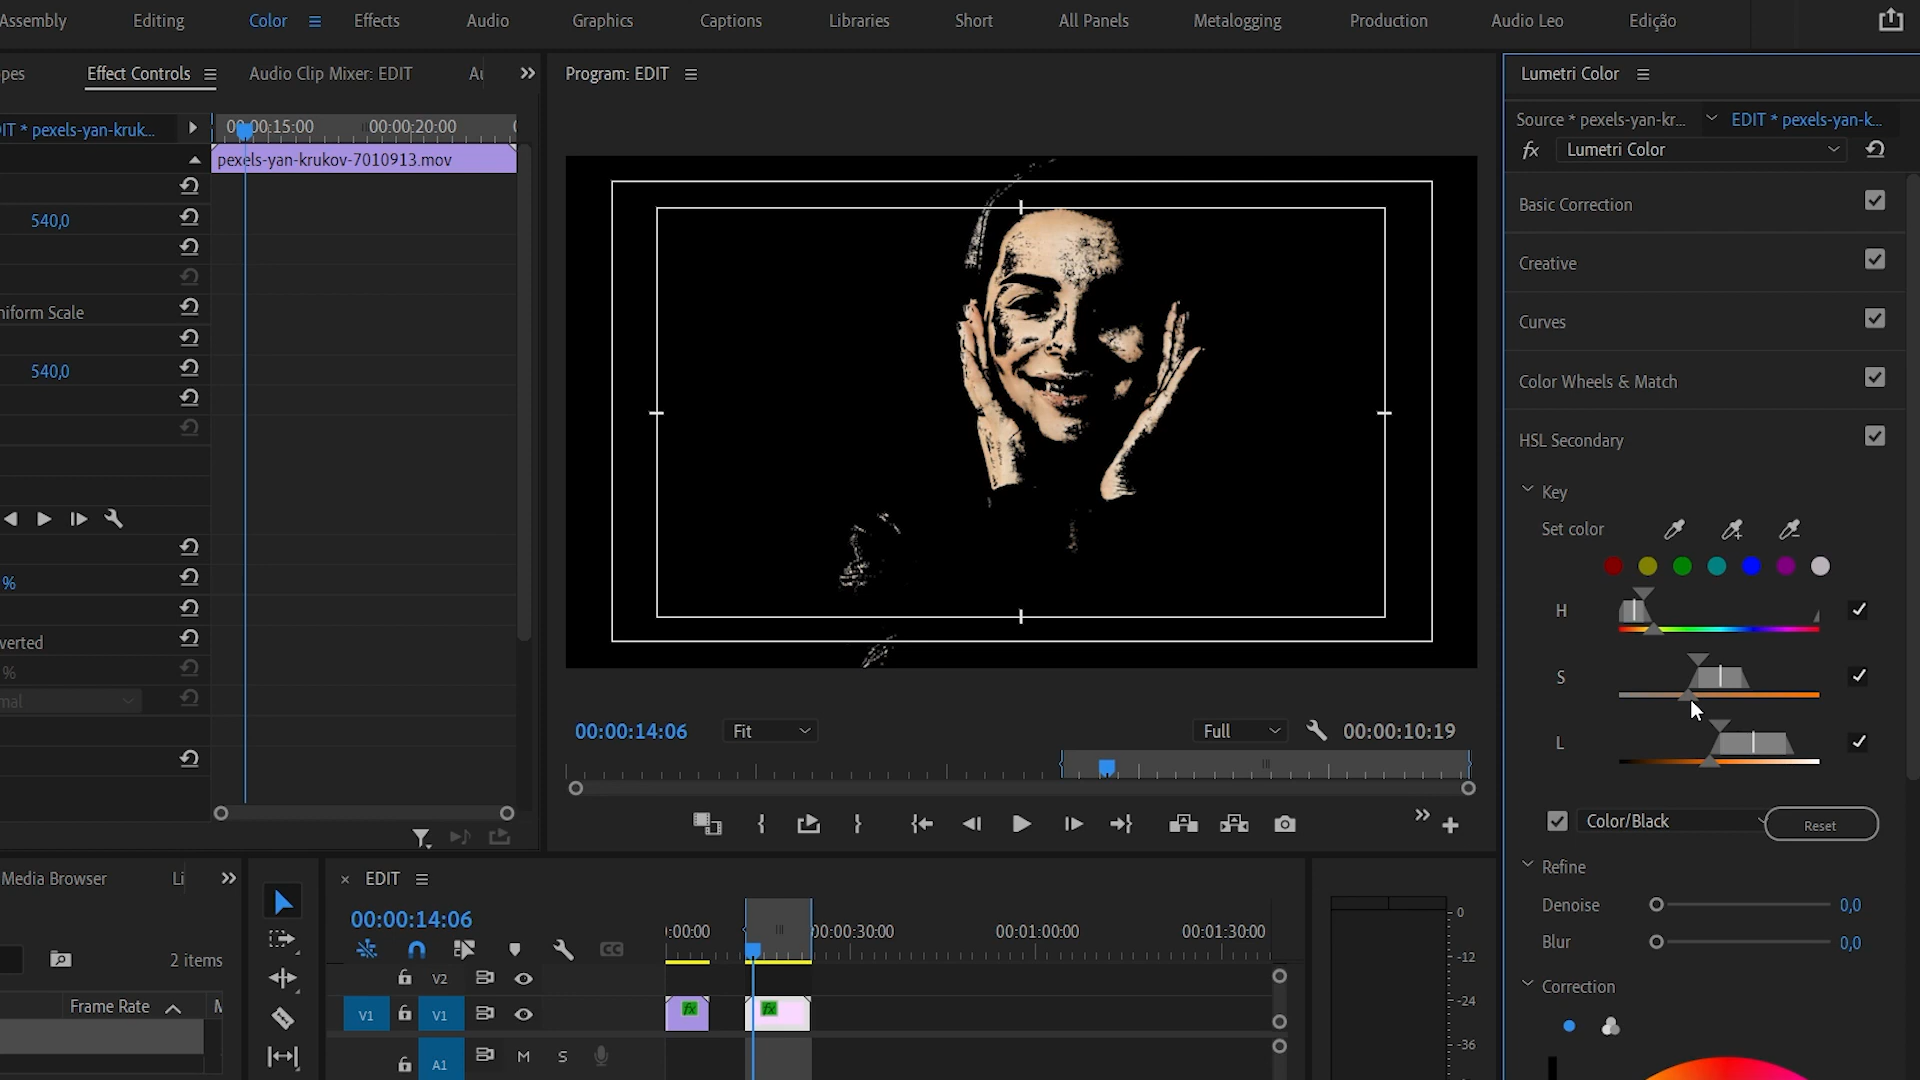 Assembly Editing Color Effects Audio Graphics Captions Libraries Short All Panels Metalogging Production Audio Leo Edição
pes Effect Controls Audio Clip Mixer: EDIT Au
IT * pexels-yan-kruk...
00:00:15:00 00:00:20:00
pexels-yan-krukov-7010913.mov
540,0
niform Scale
540,0
%
verted
%
mal
Program: EDIT
00:00:14:06 Fit Full 00:00:10:19
Lumetri Color
Source * pexels-yan-kr... EDIT * pexels-yan-k...
fx Lumetri Color
Basic Correction
Creative
Curves
Color Wheels & Match
HSL Secondary
Key
Set color
H
S
L
Color/Black Reset
Refine
Denoise 0,0
Blur 0,0
Correction
Media Browser Li
2 items
Frame Rate M
× EDIT
00:00:14:06
:00:00 00:00:30:00 00:01:00:00 00:01:30:00
CC
V2
V1 V1 fx fx
A1 M S
0
-12
-24
-36